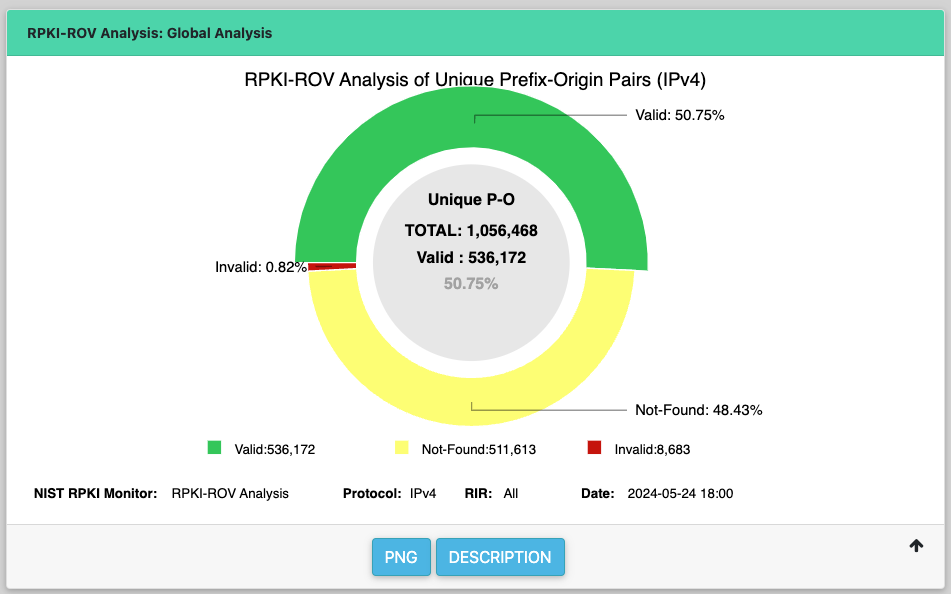 RPKI-ROV Analysis: Global Analysis
RPKI-ROV Analysis of Unique Prefix-Origin Pairs (IPv4)
Valid: 50.75%
Unique P-O
TOTAL: 1,056,468
Valid : 536,172
50.75%
Invalid: 0.82%
Not-Found: 48.43%
Valid:536,172 Not-Found:511,613 Invalid:8,683
NIST RPKI Monitor: RPKI-ROV Analysis Protocol: IPv4 RIR: All Date: 2024-05-24 18:00
PNG DESCRIPTION